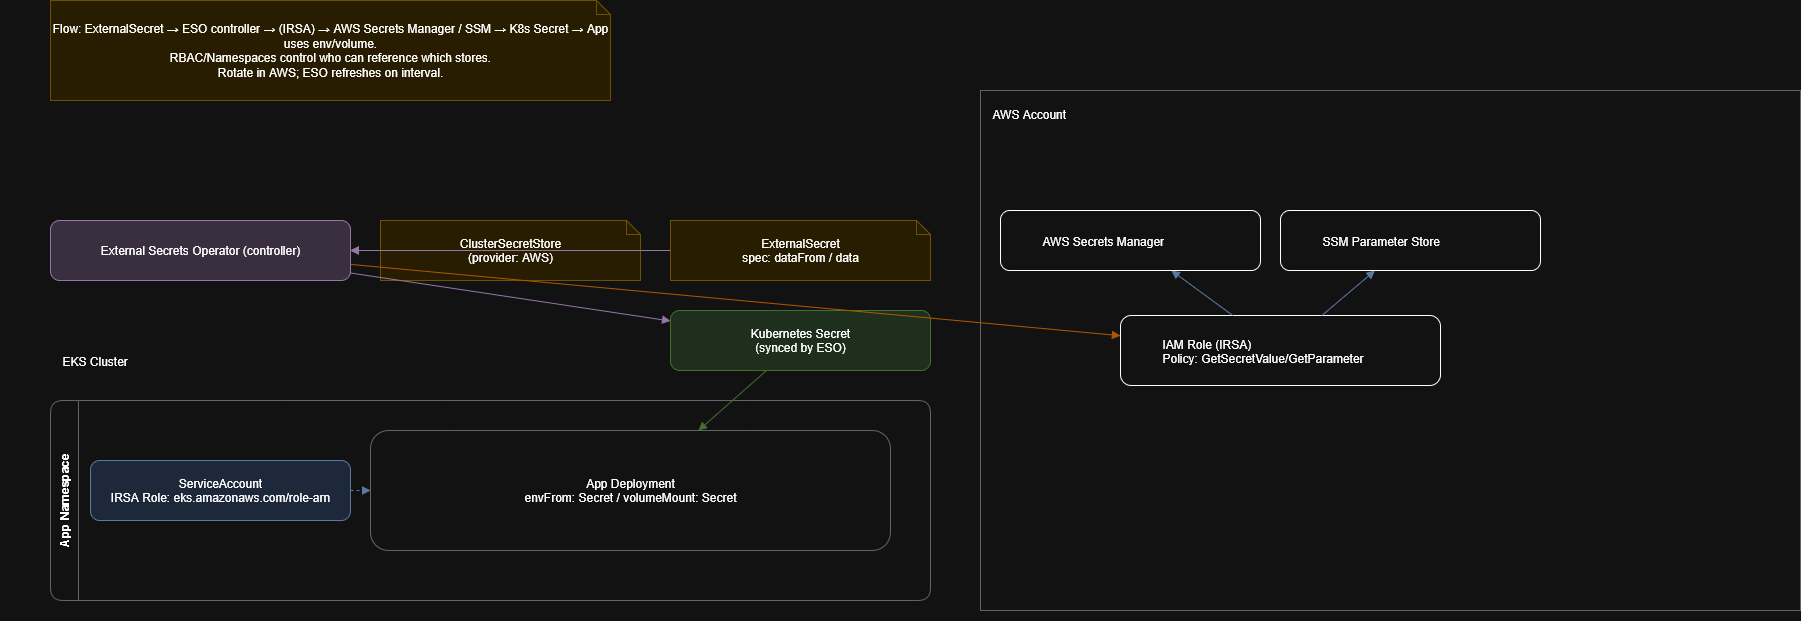 Flow: ExternalSecret → ESO controller → (IRSA) → AWS Secrets Manager / SSM → K8s Secret → App
uses env/volume.
RBAC/Namespaces control who can reference which stores.
Rotate in AWS; ESO refreshes on interval.
AWS Account
External Secrets Operator (controller)
ClusterSecretStore
(provider: AWS)
ExternalSecret
spec: dataFrom / data
AWS Secrets Manager
SSM Parameter Store
Kubernetes Secret
(synced by ESO)
IAM Role (IRSA)
Policy: GetSecretValue/GetParameter
EKS Cluster
App Namespace
ServiceAccount
IRSA Role: eks.amazonaws.com/role-arn
App Deployment
envFrom: Secret / volumeMount: Secret